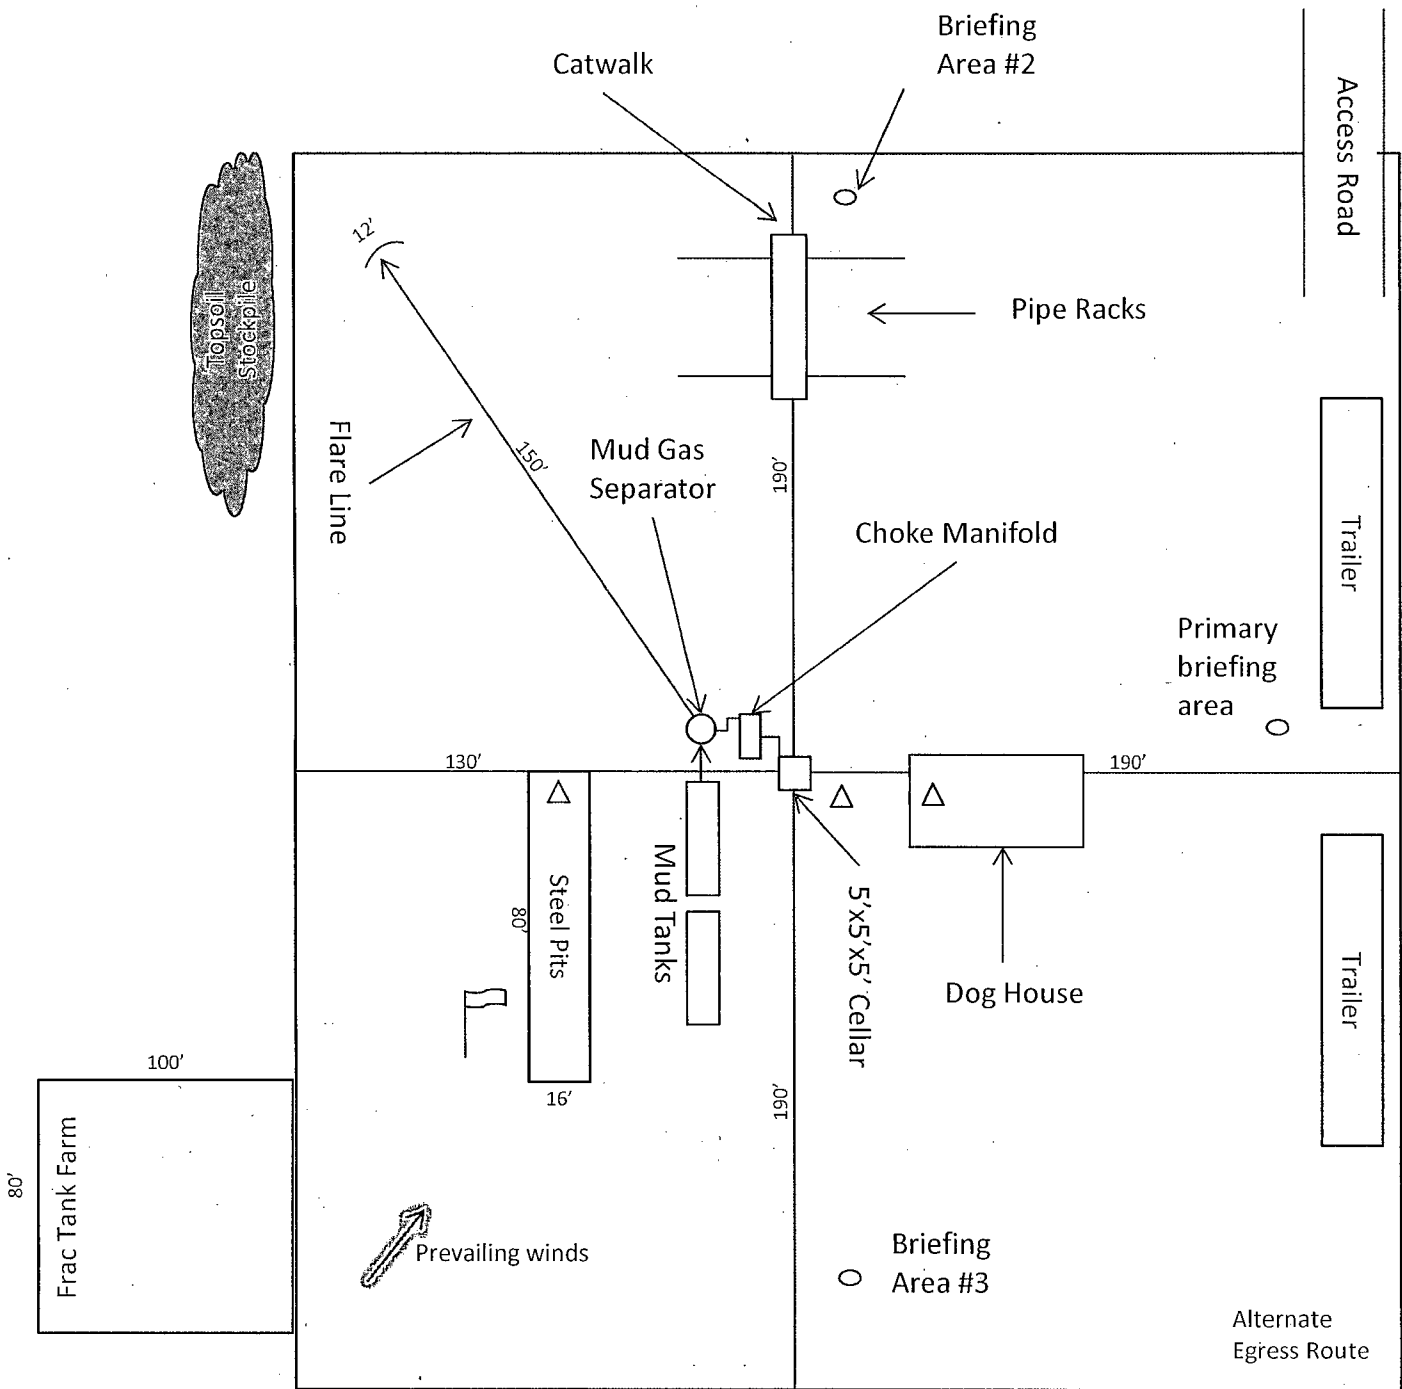 Briefing
Area #2
Catwalk
Access Road
12'
Topsoil
Stockpile
Pipe Racks
Flare Line
150'
Mud Gas
Separator
190'
Choke Manifold
Trailer
Primary
briefing
area
130'
190'
Steel Pits
80'
Mud Tanks
5'x5'x5' Cellar
Dog House
Trailer
16'
190'
100'
80'
Frac Tank Farm
Prevailing winds
Briefing
Area #3
Alternate
Egress Route